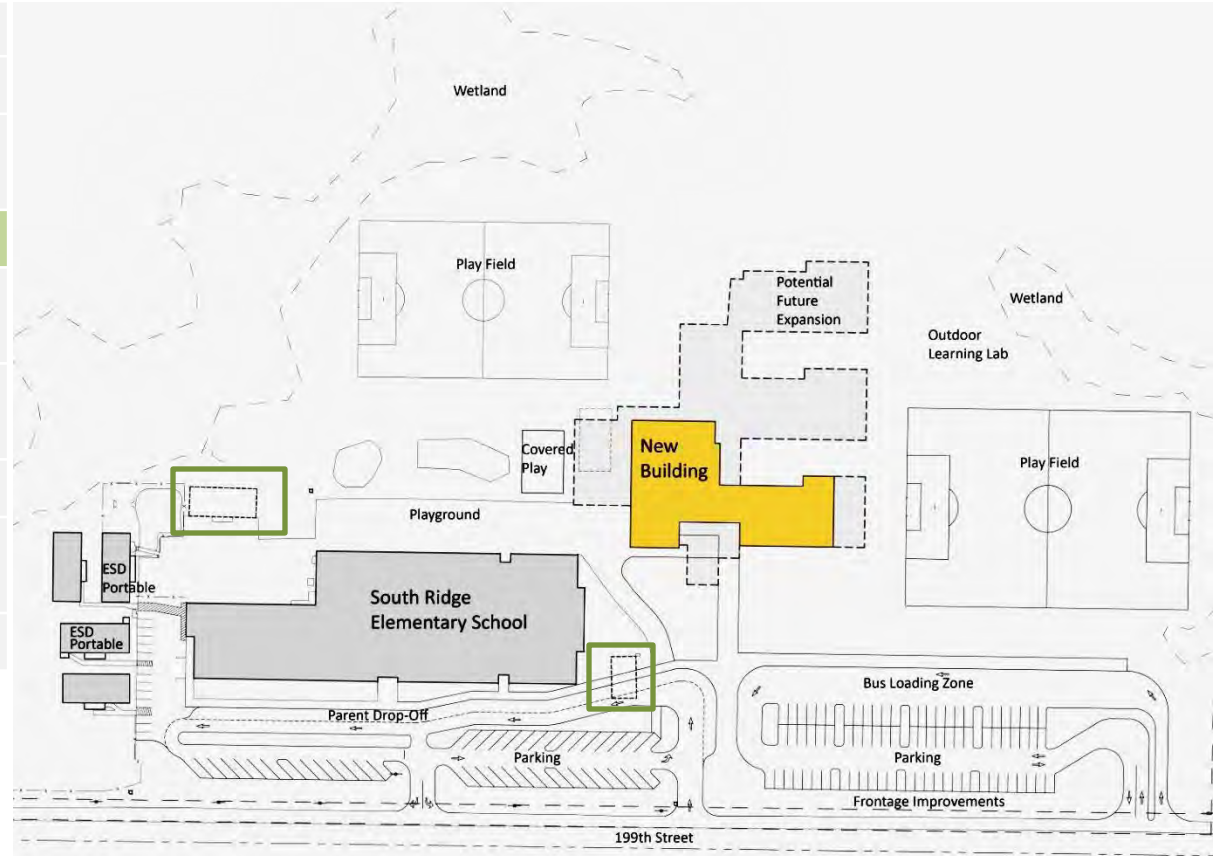 Wetland
Play Field
Potential
Future
Expansion
Wetland
Outdoor
Learning Lab
Covered
Play
New
Building
Play Field
Playground
ESD
Portable
South Ridge
Elementary School
ESD
Portable
Bus Loading Zone
Parent Drop-Off
Parking
Parking
Frontage Improvements
199th Street